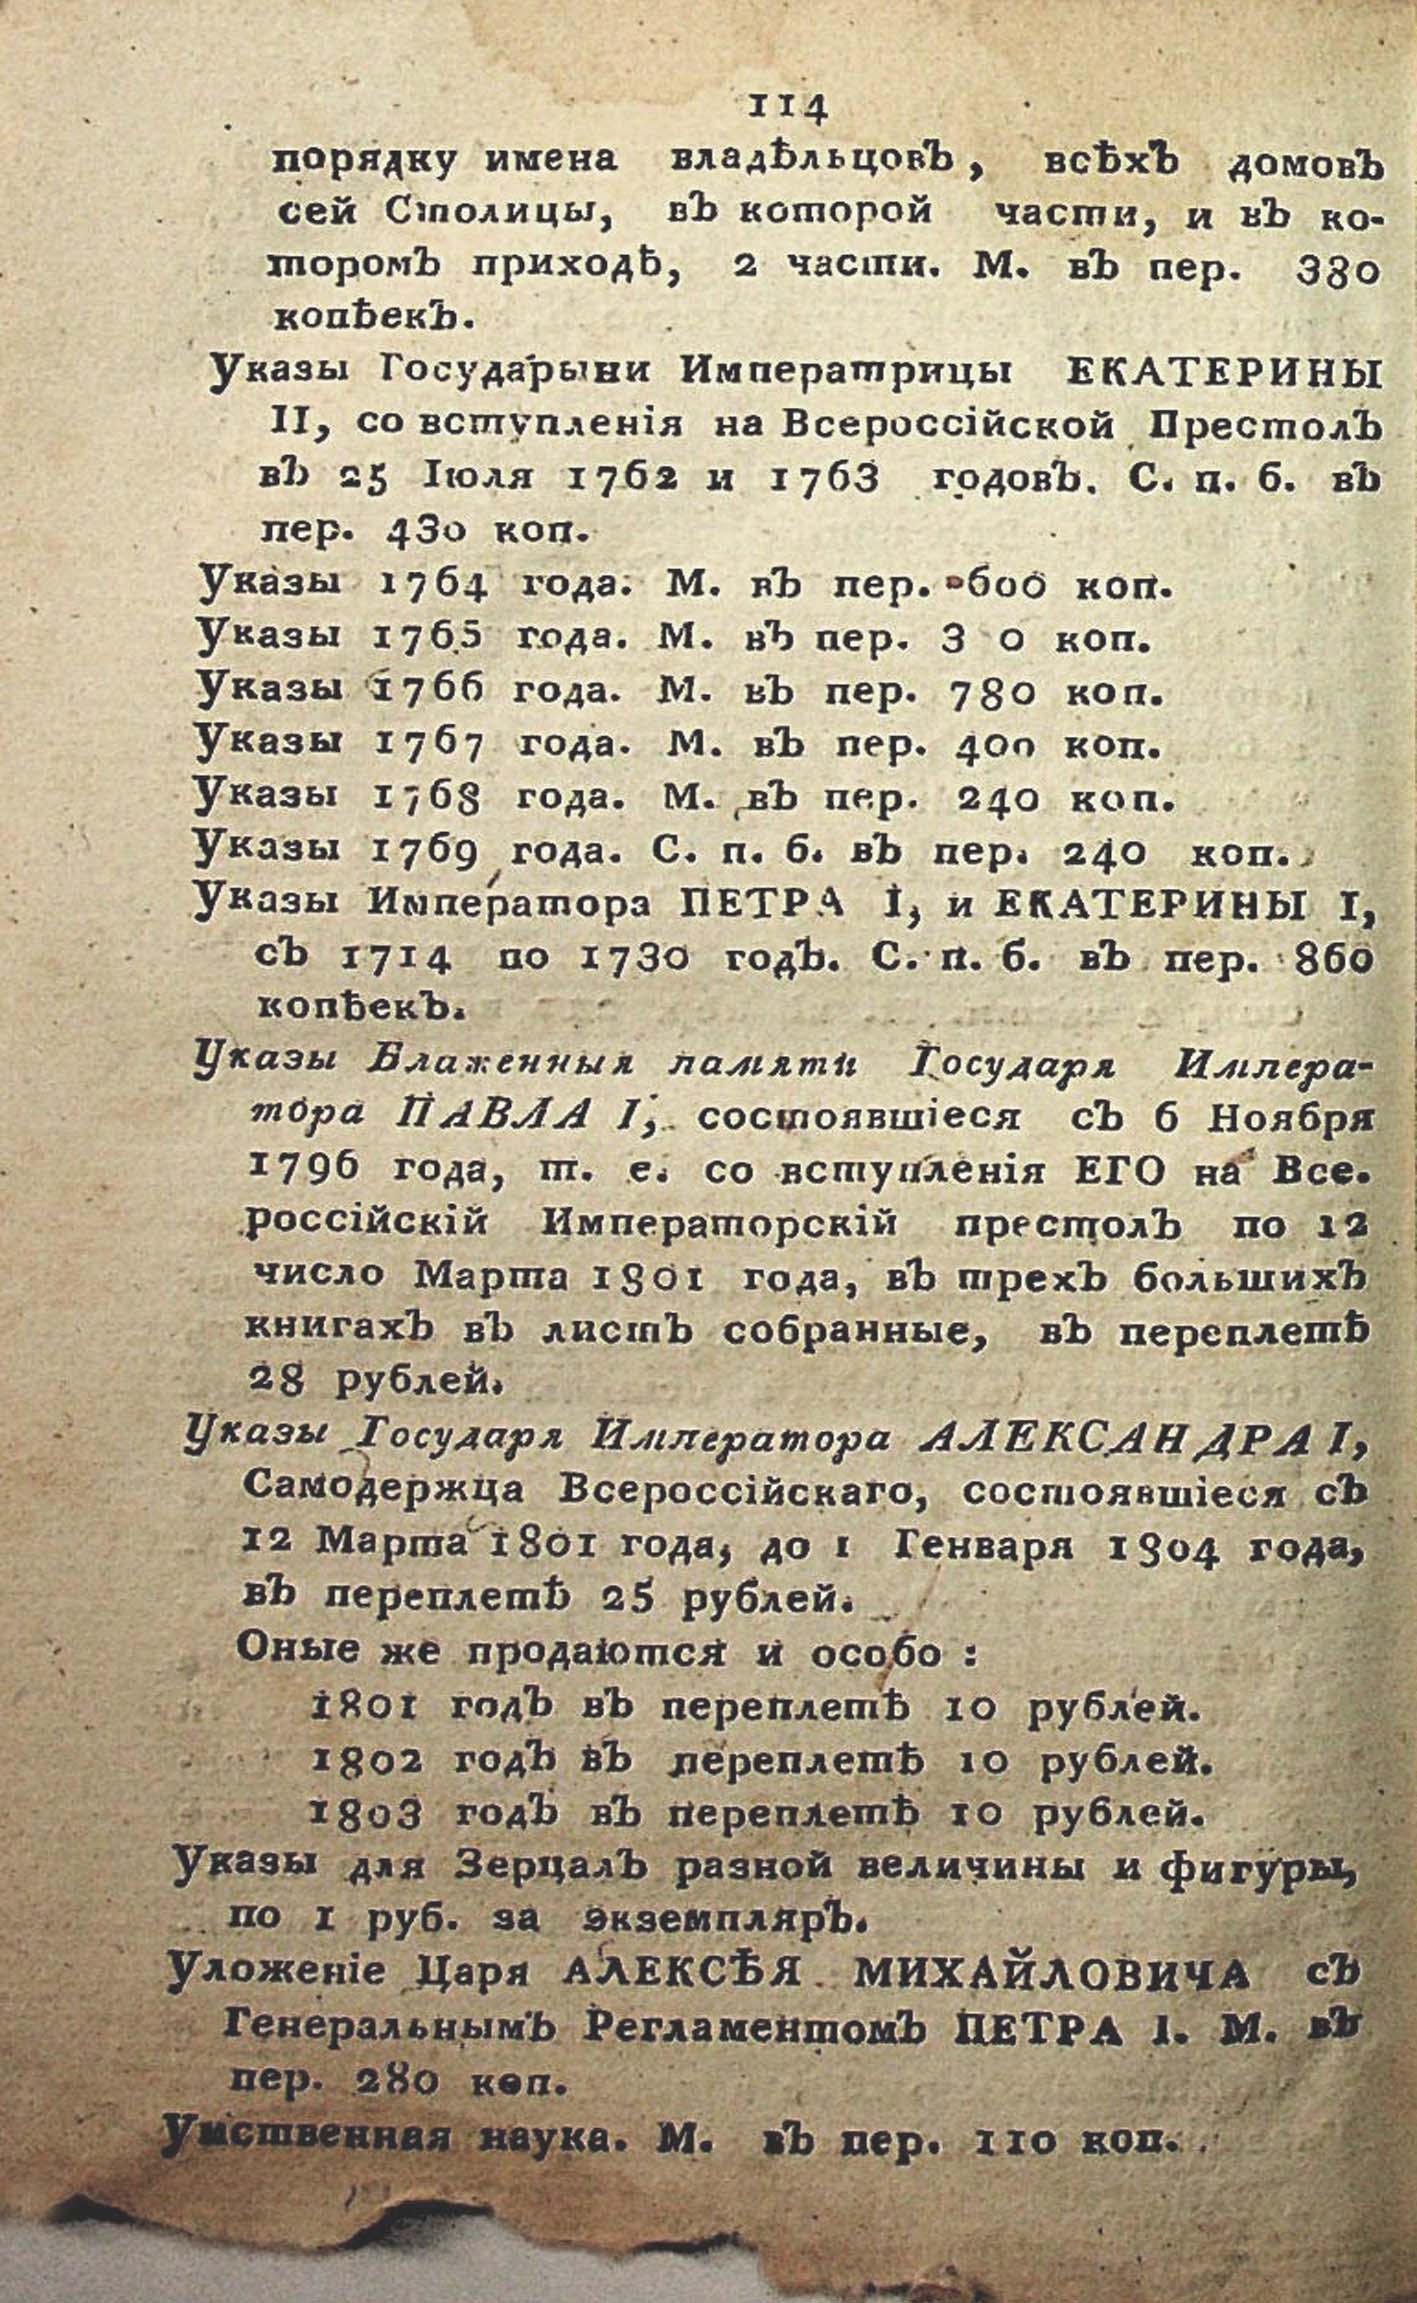 114
порядку имена владѣльцовъ, всѣхъ домовъ
сей Столицы, въ которой части, и въ ко-
торомъ приходѣ, 2 части. М. въ пер. 380
копѣекъ.
Указы Государыни Императрицы ЕКАТЕРИНЫ
II, со вступленія на Всероссійской Престолъ
въ 25 Іюля 1762 и 1763 годовъ. С. п. б. въ
пер. 430 коп.
Указы 1764 года. М. въ пер. 600 коп.
Указы 1765 года. М. въ пер. 3 0 коп.
Указы 1766 года. М. въ пер. 780 коп.
Указы 1767 года. М. въ пер. 400 коп.
Указы 1768 года. М. въ пер. 240 коп.
Указы 1769 года. С. п. б. въ пер. 240 коп.
Указы Императора ПЕТРА I, и ЕКАТЕРИНЫ I,
съ 1714 по 1730 годъ. С. п. б. въ пер. 860
копѣекъ.
Указы Блаженныя памяти Государя Импера-
тора ПАВЛА I, состоявшіеся съ 6 Ноября
1796 года, т. е. со вступленія ЕГО на Все.
россійскій Императорскій престолъ по 12
число Марта 1801 года, въ трехъ большихъ
книгахъ въ листъ собранные, въ переплетѣ
28 рублей.
Указы Государя Императора АЛЕКСАНДРА I,
Самодержца Всероссійскаго, состоявшіеся съ
12 Марта 1801 года, до 1 Генваря 1804 года,
въ переплетѣ 25 рублей.
Оные же продаются и особо :
1801 годъ въ переплетѣ 10 рублей.
1802 годъ въ переплетѣ 10 рублей.
1803 годъ въ переплетѣ 10 рублей.
Указы для Зерцалъ разной величины и фигуры,
по 1 руб. за экземпляръ.
Уложеніе Царя АЛЕКСѢЯ МИХАЙЛОВИЧА съ
Генеральнымъ Регламентомъ ПЕТРА I. М. въ
пер. 280 коп.
Умственная наука. М. въ пер. 110 коп.